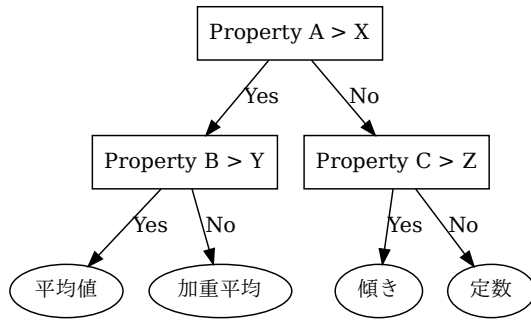 Property A > X
Yes
No
Property B > Y
Property C > Z
Yes
No
Yes
No
平均値
加重平均
傾き
定数